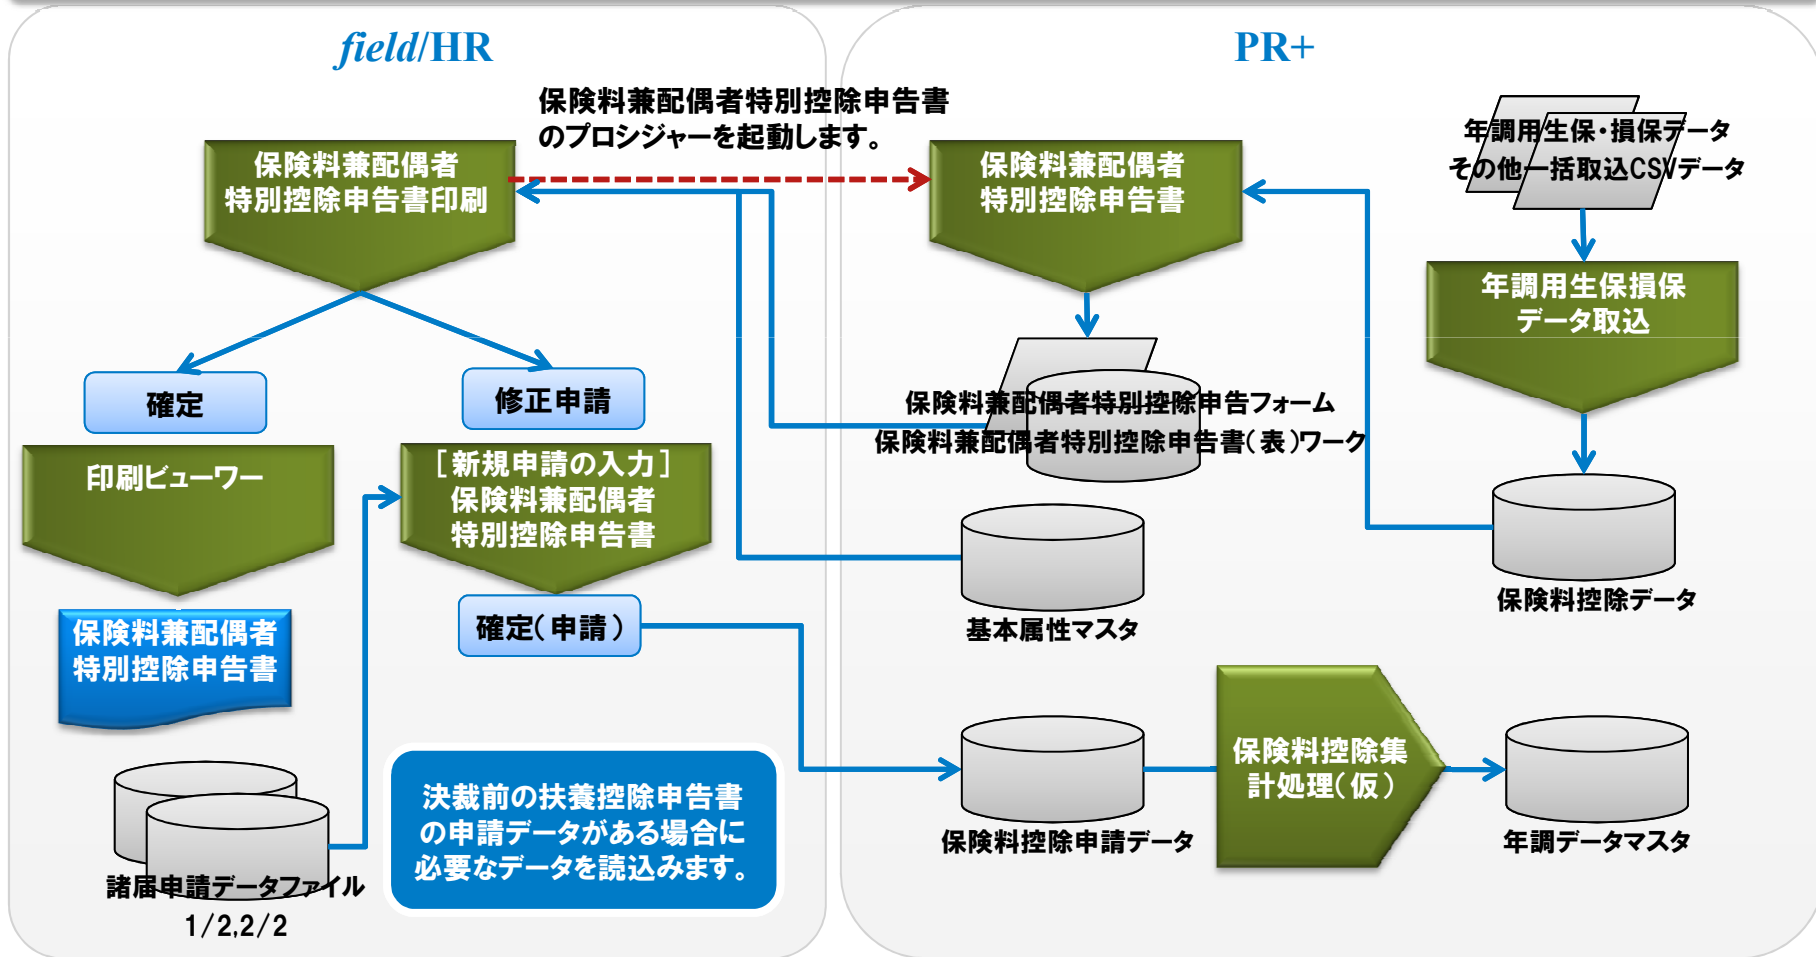 field/HR
PR+
保険料兼配偶者特別控除申告書
のプロシジャーを起動します。
保険料兼配偶者
特別控除申告書印刷
保険料兼配偶者
特別控除申告書
年調用生保・損保データ
その他一括取込CSVデータ
年調用生保損保
データ取込
確定
修正申請
保険料兼配偶者特別控除申告フォーム
保険料兼配偶者特別控除申告書(表)ワーク
印刷ビューワー
[新規申請の入力]
保険料兼配偶者
特別控除申告書
保険料控除データ
基本属性マスタ
確定(申請)
保険料兼配偶者
特別控除申告書
決裁前の扶養控除申告書
の申請データがある場合に
必要なデータを読込みます。
保険料控除集
計処理(仮)
保険料控除申請データ
年調データマスタ
諸届申請データファイル
1/2,2/2